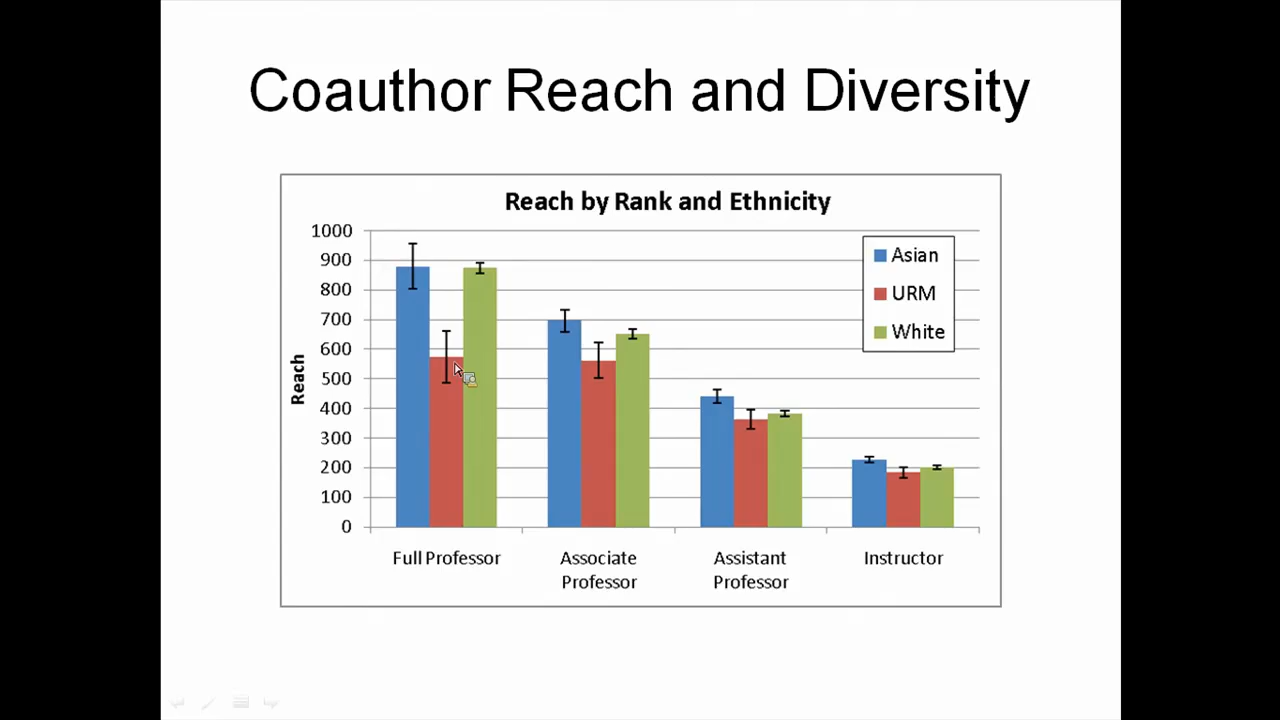 Coauthor Reach and Diversity
Reach by Rank and Ethnicity
1000
900
800
700
600
500
400
300
200
100
0
Reach
Asian
URM
White
Full Professor
Associate
Professor
Assistant
Professor
Instructor